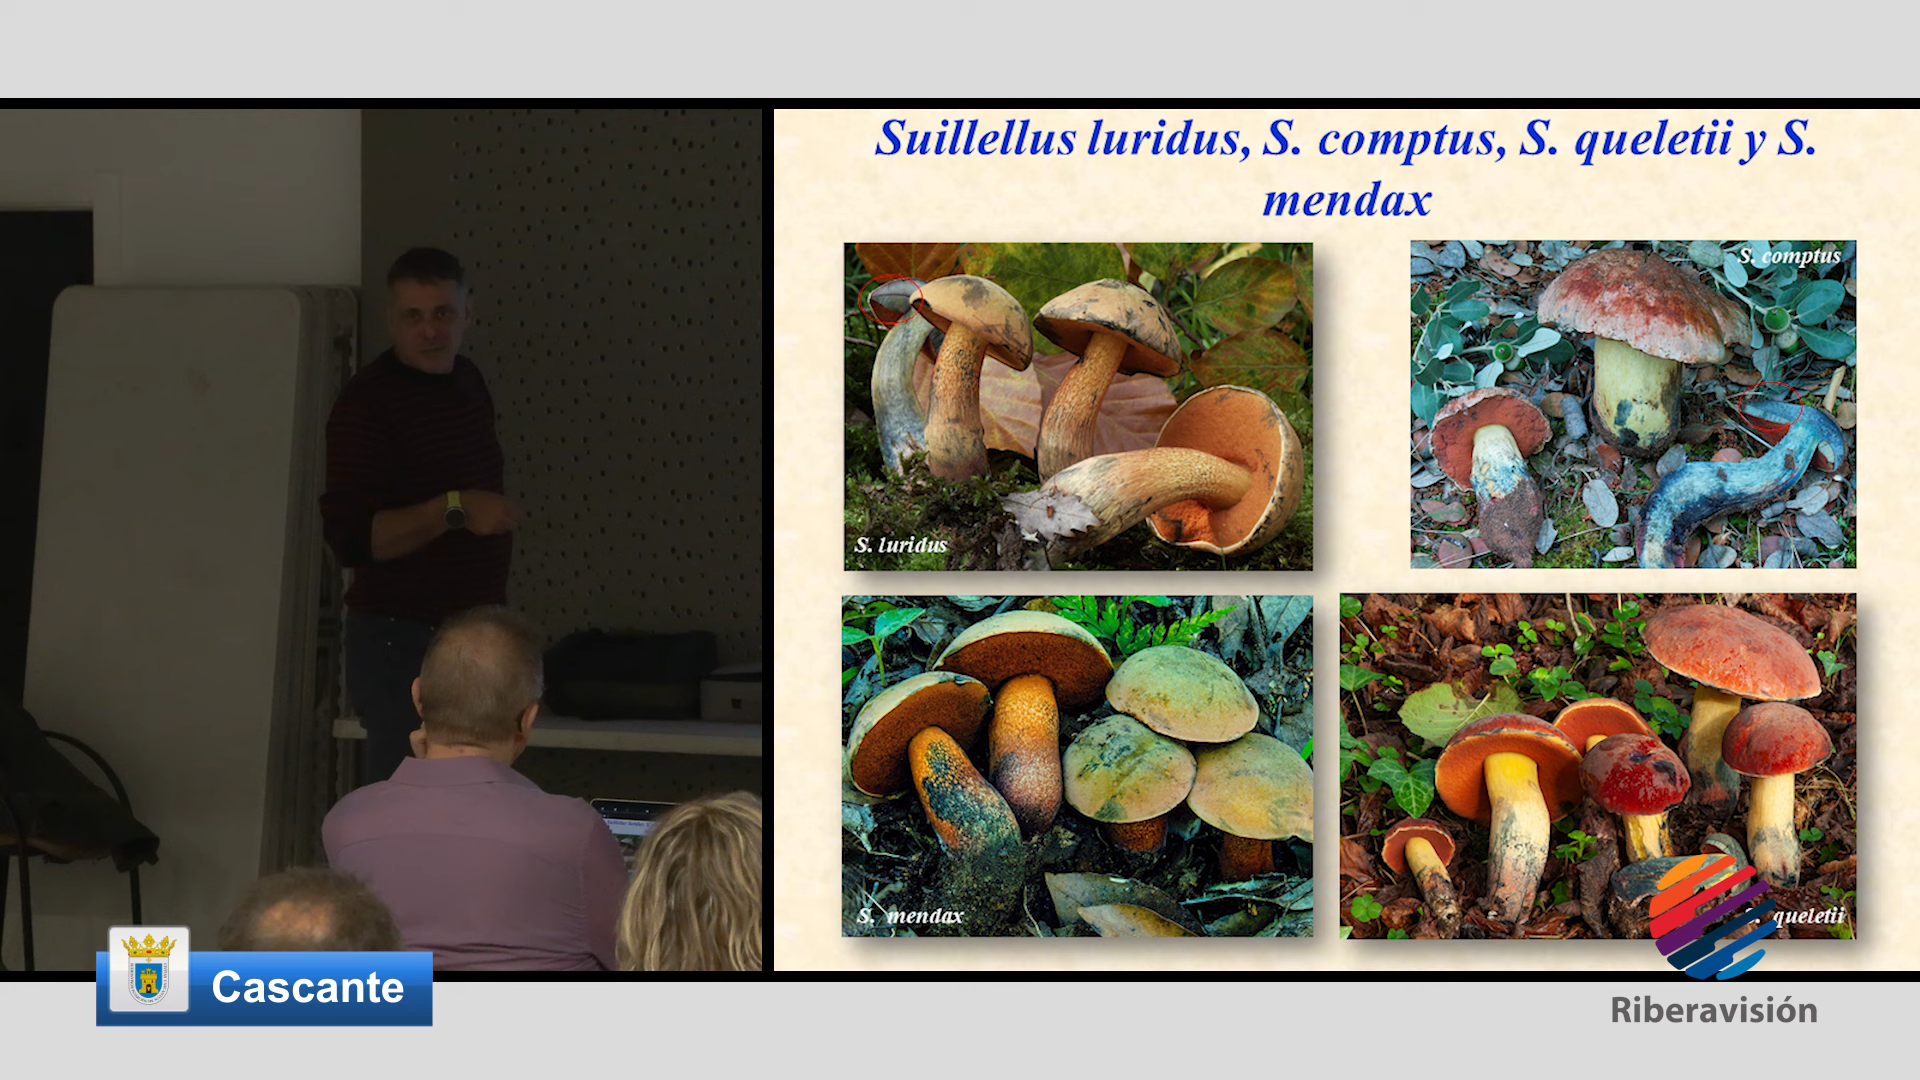 Suillellus luridus, S. comptus, S. queletii y S.
mendax
S. comptus
S. luridus
S. mendax
S. queletii
Cascante
Riberavisión